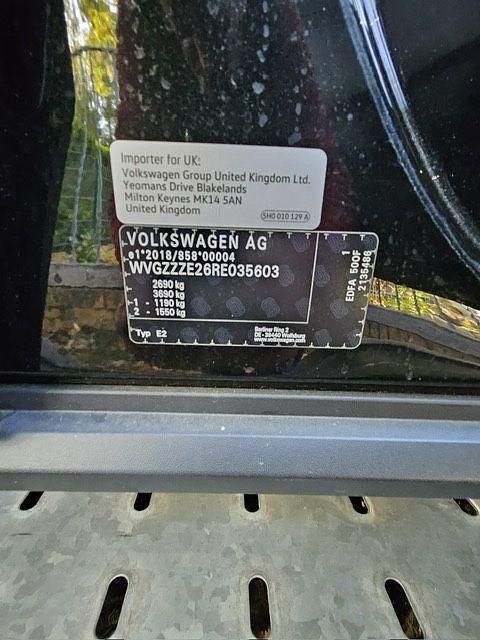 Importer for UK:
Volkswagen Group United Kingdom Ltd.
Yeomans Drive Blakelands
Milton Keynes MK14 5AN
United Kingdom
5H0 010 129 A
VOLKSWAGEN AG
e1*2018/858*00004
WVGZZZE26RE035603
2690 kg
3690 kg
1 - 1190 kg
2 - 1550 kg
Typ E2
Berliner Ring 2
DE - 38440 Wolfsburg
www.volkswagen.com
1
EDFA 500F
2135486